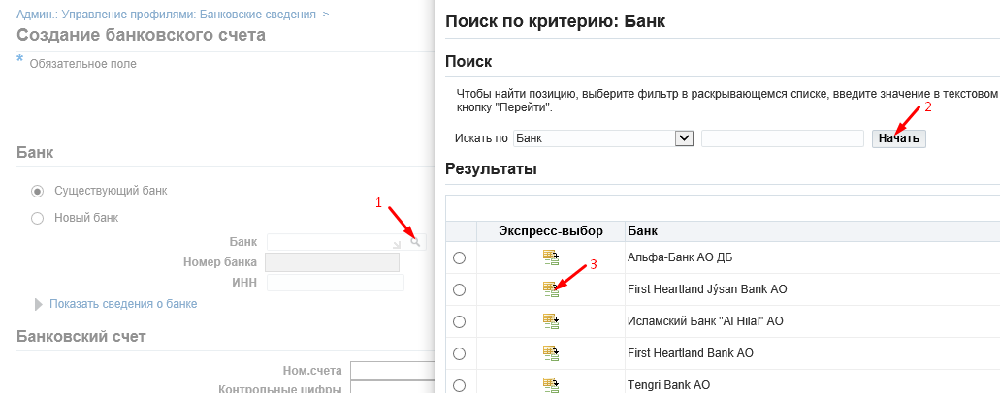 Админ.: Управление профилями: Банковские сведения >
Создание банковского счета
* Обязательное поле
Банк
Существующий банк
Новый банк
1
Банк
Номер банка
ИНН
Показать сведения о банке
Банковский счет
Ном.счета
Контрольные цифры
Поиск по критерию: Банк
Поиск
Чтобы найти позицию, выберите фильтр в раскрывающемся списке, введите значение в текстовом
кнопку "Перейти".
2
Искать по Банк Начать
Результаты
Экспресс-выбор Банк
Альфа-Банк АО ДБ
3
First Heartland Jýsan Bank АО
Исламский Банк "Al Hilal" АО
First Heartland Bank АО
Tengri Bank АО